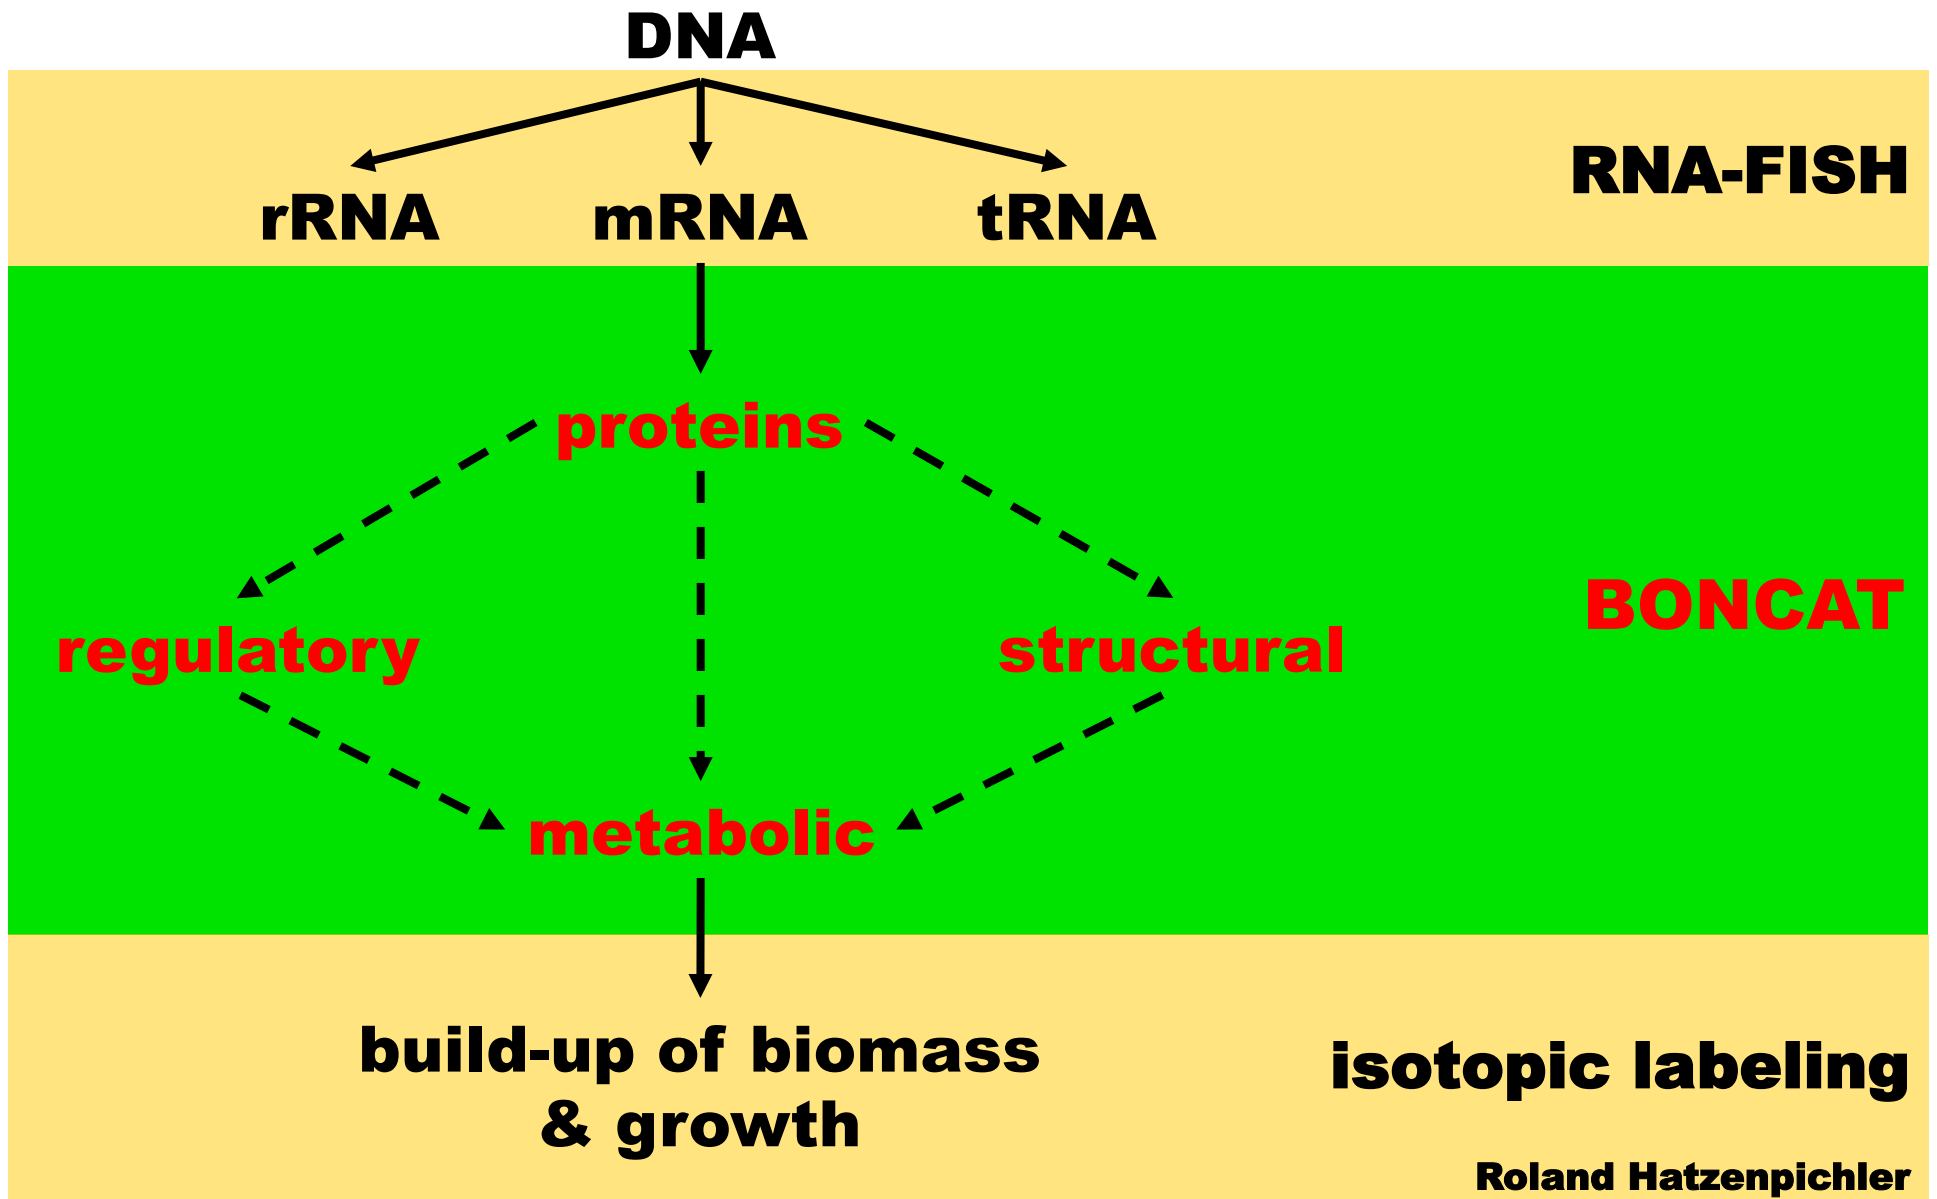 DNA
RNA-FISH
rRNA mRNA tRNA
proteins
BONCAT
regulatory structural
metabolic
build-up of biomass
& growth
isotopic labeling
Roland Hatzenpichler